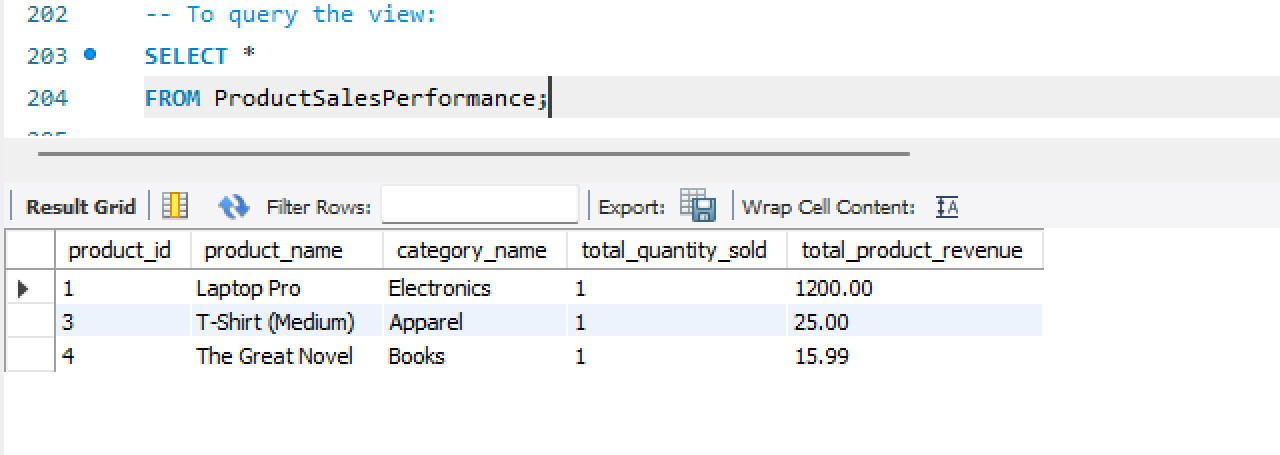 202 -- To query the view:
203 SELECT *
204 FROM ProductSalesPerformance;
Result Grid Filter Rows: Export: Wrap Cell Content: IA
product_id product_name category_name total_quantity_sold total_product_revenue
1 Laptop Pro Electronics 1 1200.00
3 T-Shirt (Medium) Apparel 1 25.00
4 The Great Novel Books 1 15.99